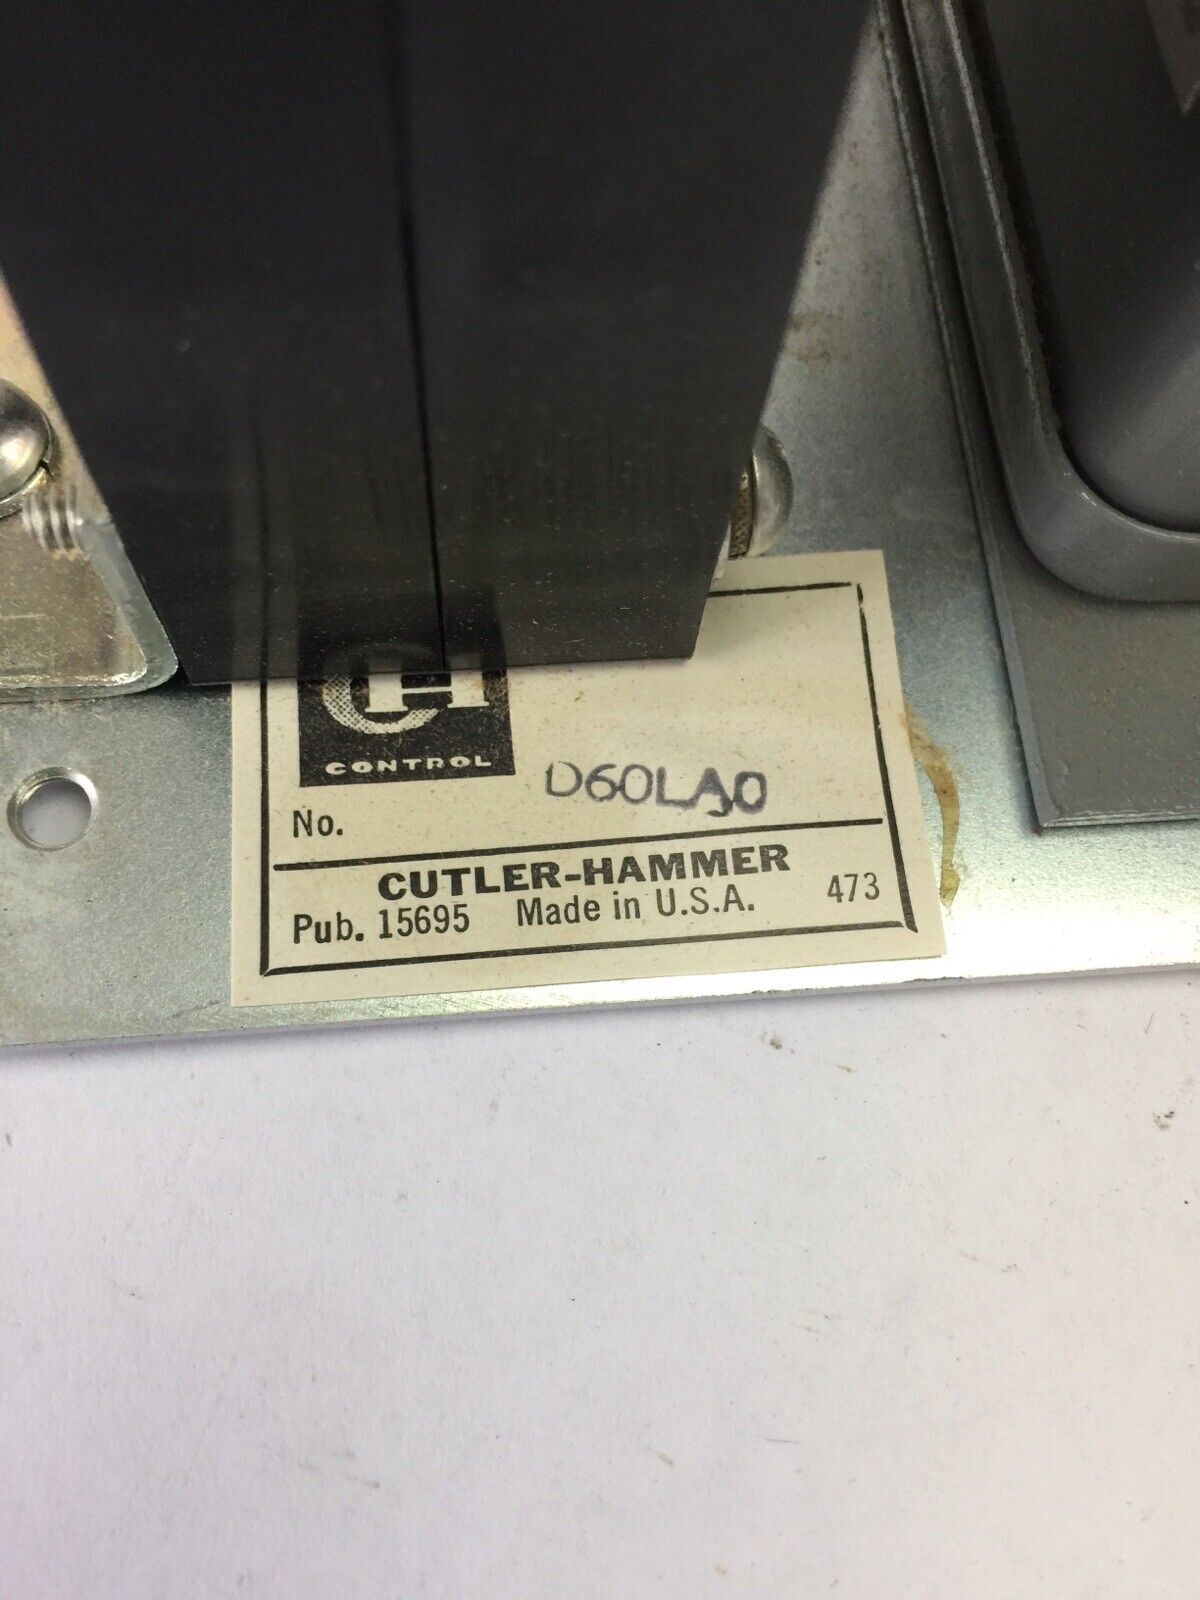 CH
CONTROL
D60LA0
No.
CUTLER-HAMMER
Pub. 15695 Made in U.S.A. 473